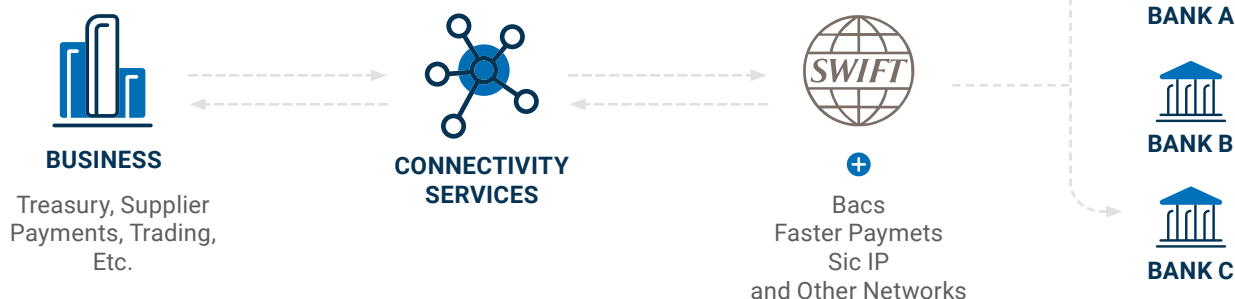 BANK A
SWIFT
BANK B
BUSINESS
CONNECTIVITY
SERVICES
Treasury, Supplier
Payments, Trading,
Etc.
Bacs
Faster Paymets
Sic IP
and Other Networks
BANK C